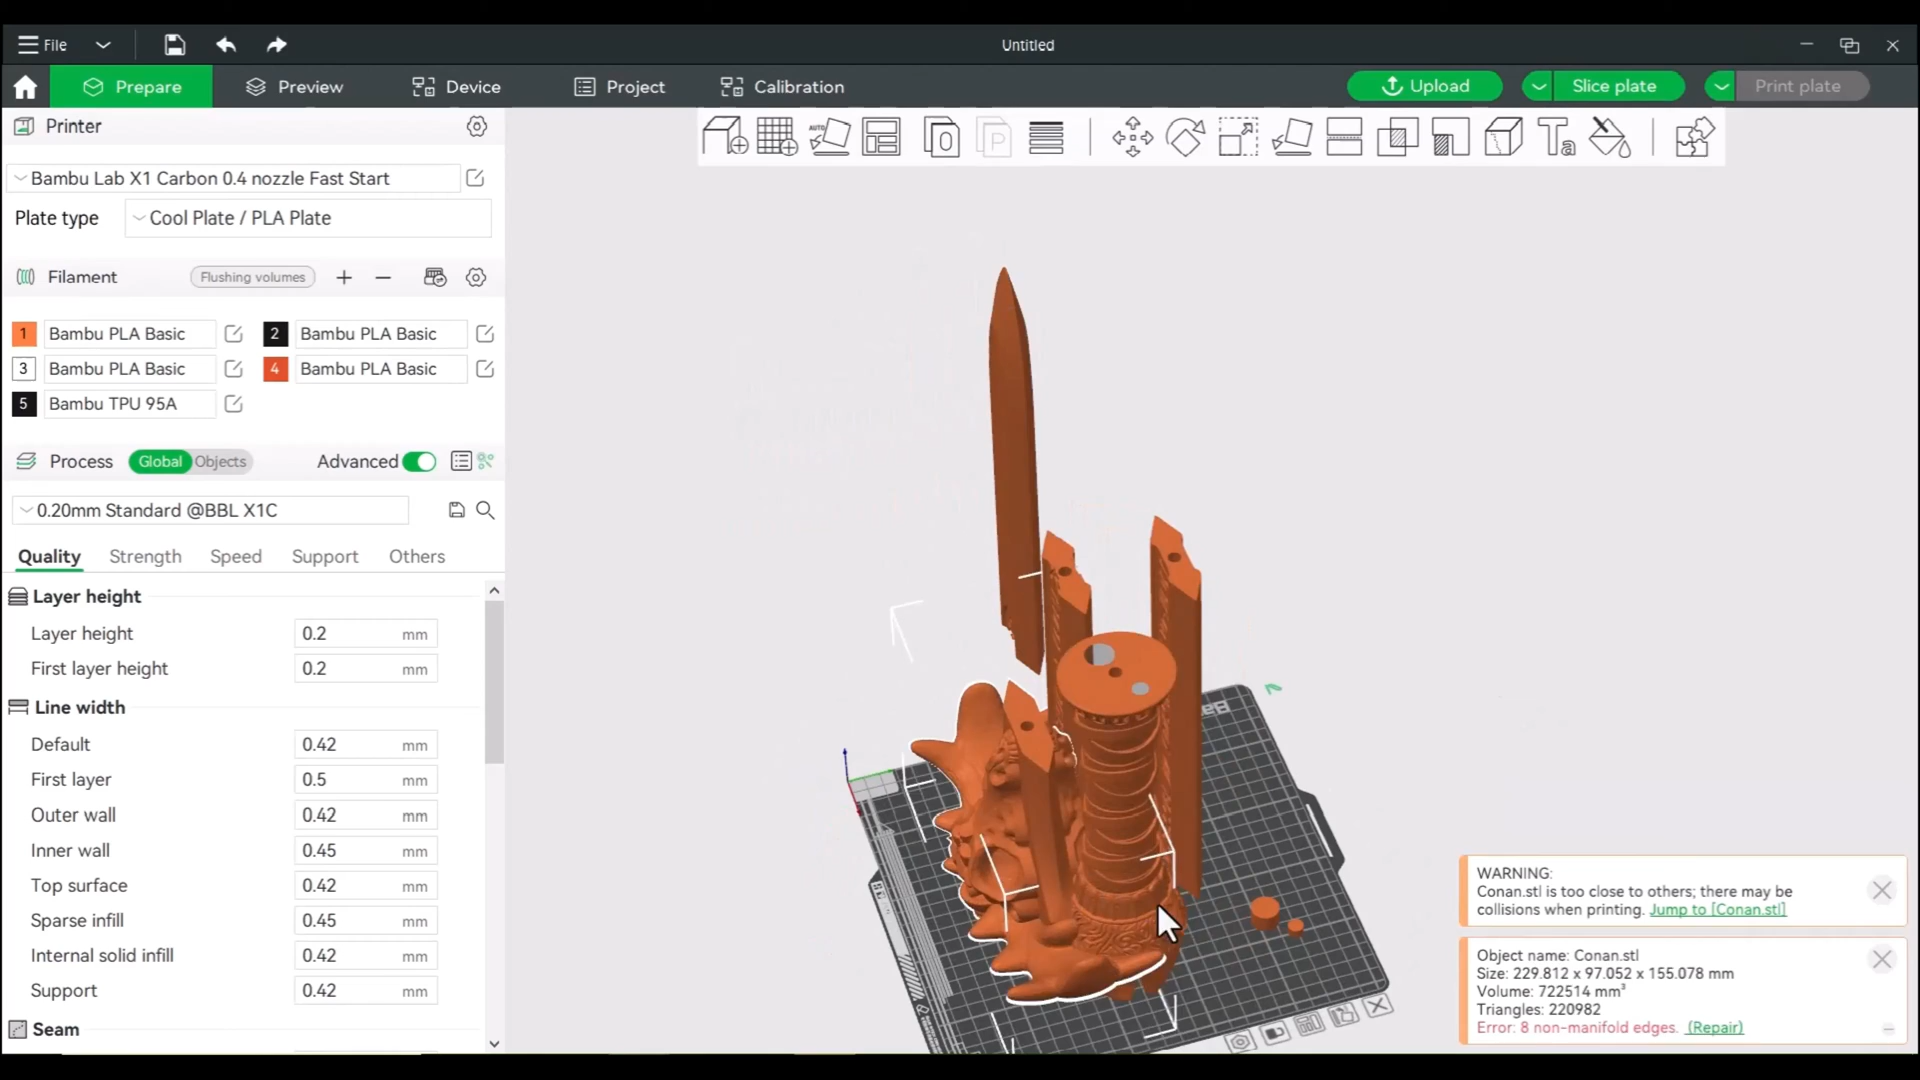 File
Untitled
Prepare
Preview
Device
Project
Calibration
Upload
Slice plate
Print plate
Printer
Bambu Lab X1 Carbon 0.4 nozzle Fast Start
Plate type
Cool Plate / PLA Plate
Filament
Flushing volumes
1 Bambu PLA Basic
2 Bambu PLA Basic
3 Bambu PLA Basic
4 Bambu PLA Basic
5 Bambu TPU 95A
Process
Global
Objects
Advanced
0.20mm Standard @BBL X1C
Quality
Strength
Speed
Support
Others
Layer height
Layer height 0.2 mm
First layer height 0.2 mm
Line width
Default 0.42 mm
First layer 0.5 mm
Outer wall 0.42 mm
Inner wall 0.45 mm
Top surface 0.42 mm
Sparse infill 0.45 mm
Internal solid infill 0.42 mm
Support 0.42 mm
Seam
AUTO
O
P
Ta
WARNING:
Conan.stl is too close to others; there may be
collisions when printing. Jump to [Conan.stl]
Object name: Conan.stl
Size: 229.812 x 97.052 x 155.078 mm
Volume: 722514 mm³
Triangles: 220982
Error: 8 non-manifold edges. (Repair)